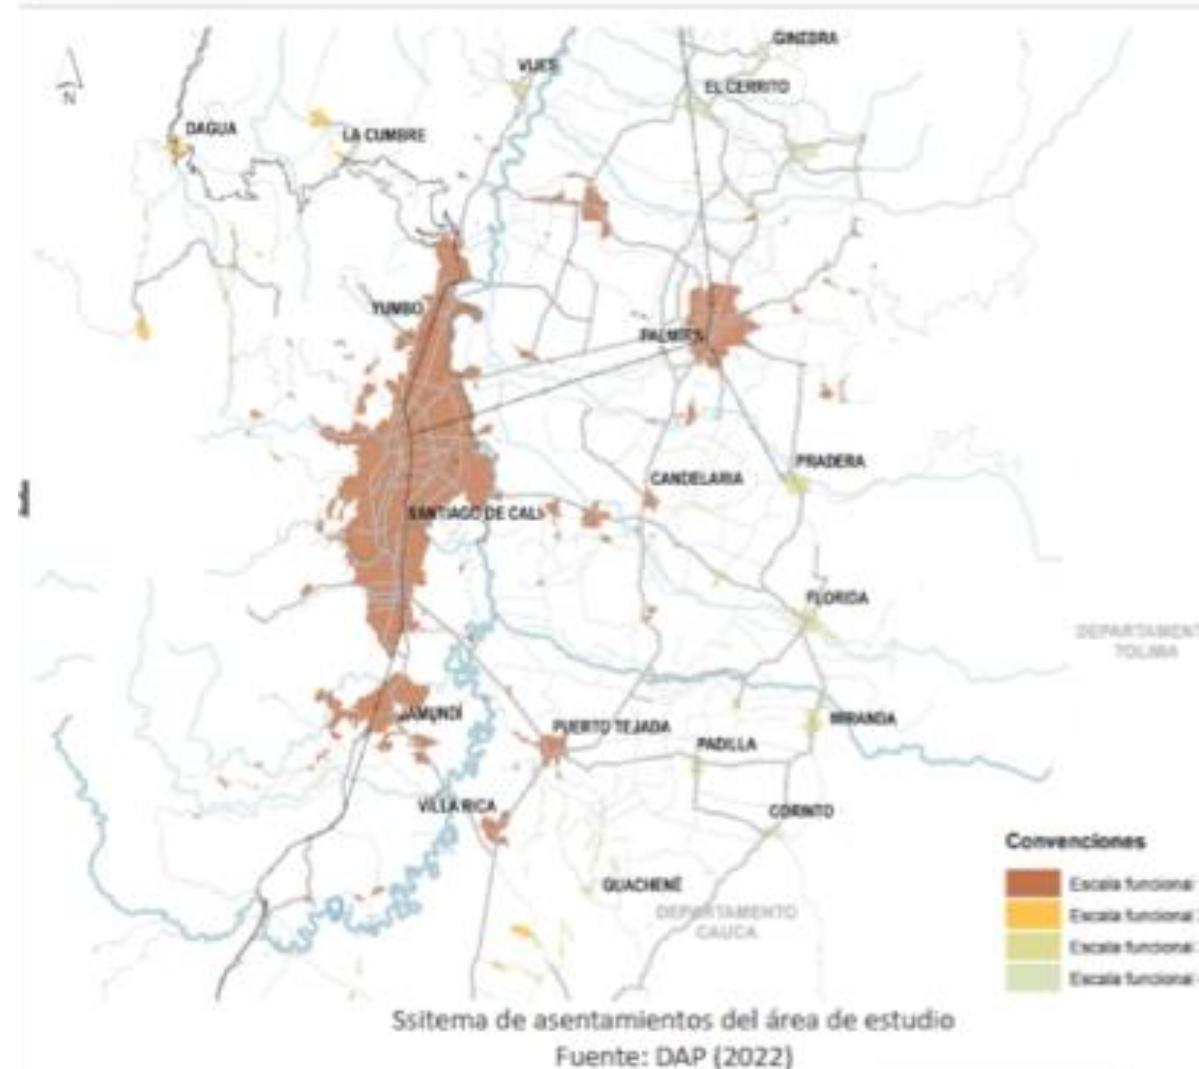 GINEBRA
VIJES
EL CERRITO
DAGUA
LA CUMBRE
N
YUMBO
PALMIRA
CANDELARIA
PRADERA
SANTIAGO DE CALI
FLORIDA
DEPARTAMENT
TOLIMA
JAMUNDÍ
PUERTO TEJADA
MIRANDA
PADILLA
VILLA RICA
CORINTO
GUACHENÉ
DEPARTAMENTO
CAUCA
Convenciones
Escala funcional
Escala funcional
Escala funcional
Escala funcional
Ssitema de asentamientos del área de estudio
Fuente: DAP (2022)